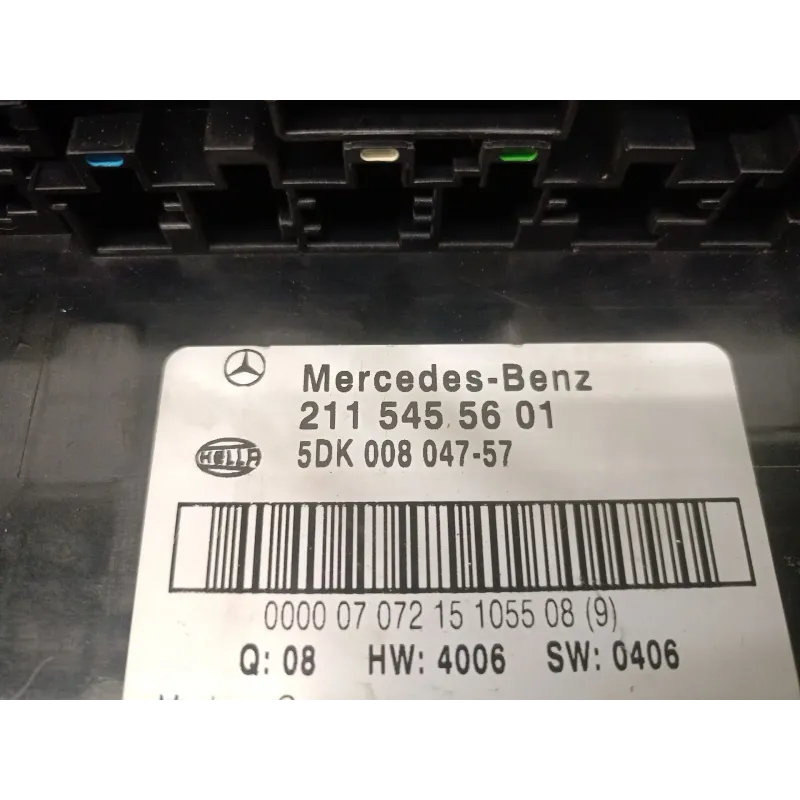 Mercedes-Benz
211 545 56 01
HELLA
5DK 008 047-57
0000 07 072 15 1055 08 (9)
Q: 08 HW: 4006 SW: 0406